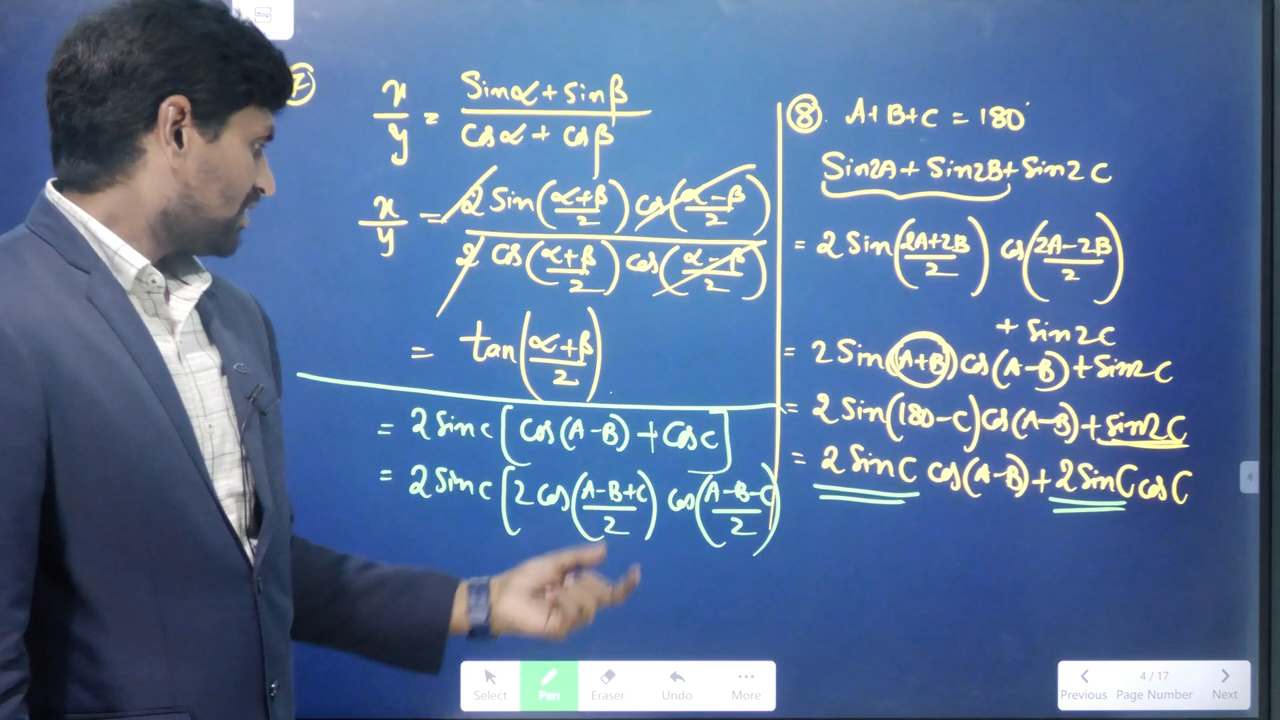 7
x/y = (Sinα + Sinβ)/(Cosα + Cosβ)
x/y = 2 Sin((α+β)/2) Cos((α-β)/2) / 2 Cos((α+β)/2) Cos((α-β)/2)
= tan((α+β)/2)
= 2 Sin C [Cos(A-B) + Cos C]
= 2 Sin C [2 Cos((A-B+C)/2) Cos((A-B-C)/2)
8. A+B+C = 180°
Sin2A + Sin2B + Sin2C
= 2 Sin((2A+2B)/2) Cos((2A-2B)/2)
+ Sin2C
= 2 Sin(A+B) Cos(A-B) + Sin2C
= 2 Sin(180-C) Cos(A-B) + Sin2C
= 2 SinC Cos(A-B) + 2 SinC CosC
Select Pen Eraser Undo More
4 / 17
Previous Page Number Next